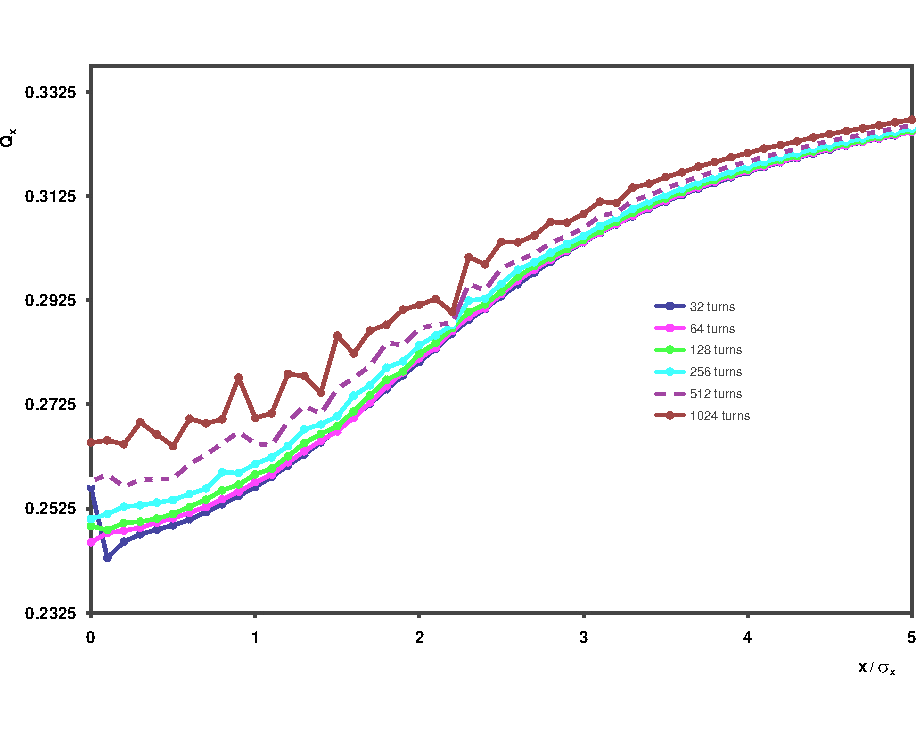 0.3325
Qx
0.3125
0.2925
0.2725
0.2525
0.2325
32 turns
64 turns
128 turns
256 turns
512 turns
1024 turns
0 1 2 3 4 5
x / σx